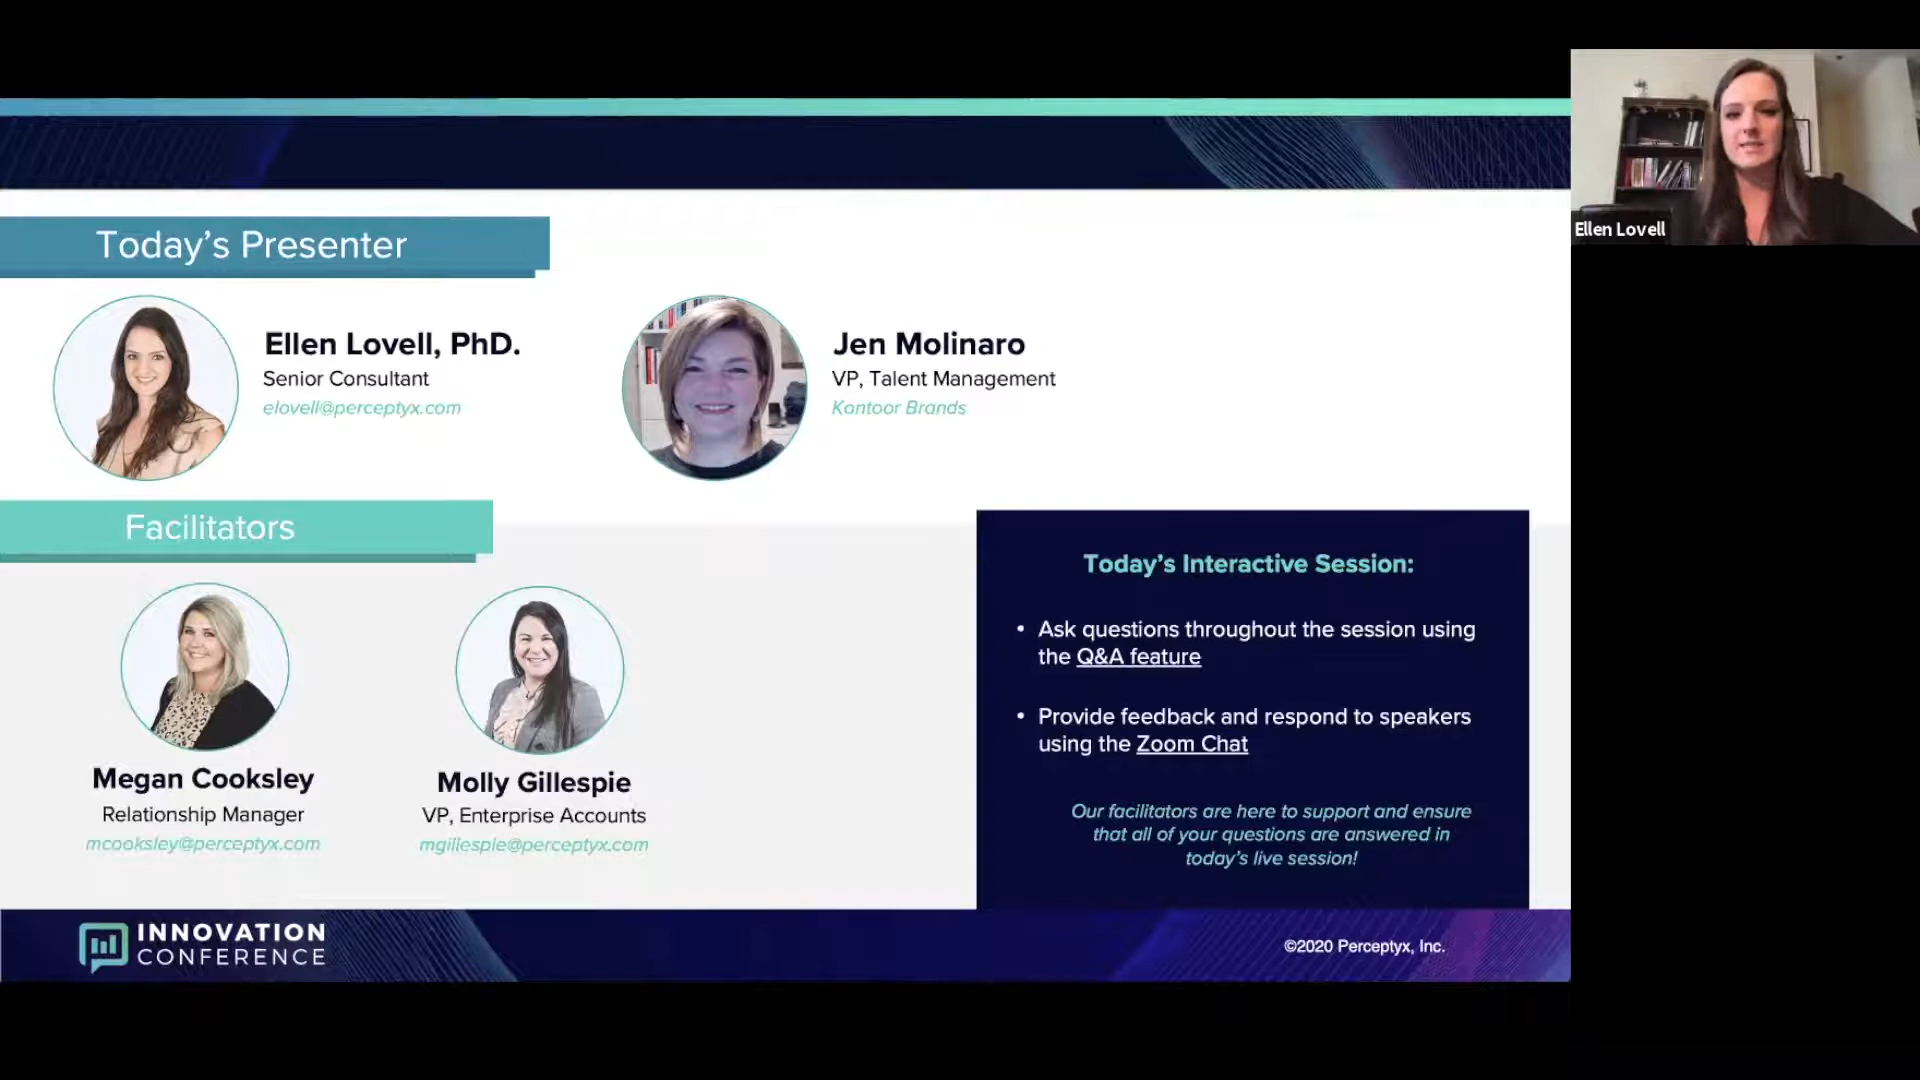 Today's Presenter
Ellen Lovell, PhD.
Senior Consultant
elovell@perceptyx.com
Jen Molinaro
VP, Talent Management
Kontoor Brands
Facilitators
Megan Cooksley
Relationship Manager
mcooksley@perceptyx.com
Molly Gillespie
VP, Enterprise Accounts
mgillespie@perceptyx.com
Today's Interactive Session:
• Ask questions throughout the session using
the Q&A feature
• Provide feedback and respond to speakers
using the Zoom Chat
Our facilitators are here to support and ensure
that all of your questions are answered in
today's live session!
INNOVATION
CONFERENCE
©2020 Perceptyx, Inc.
Ellen Lovell